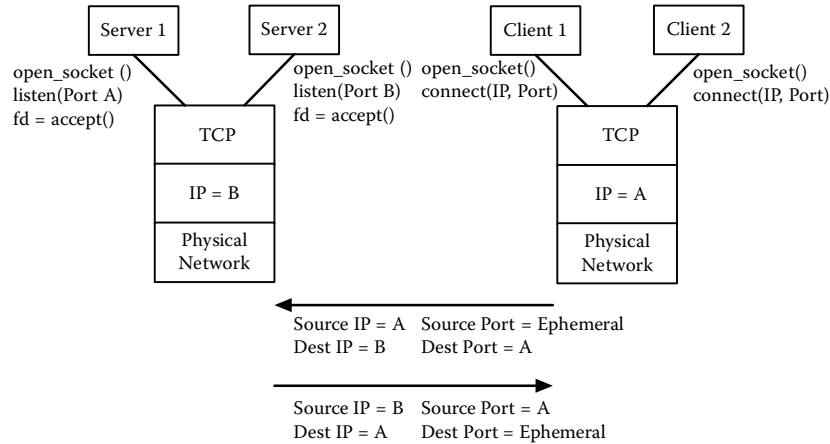 Server 1
Server 2
Client 1
Client 2
open_socket ()
listen(Port A)
fd = accept()
open_socket ()
listen(Port B)
fd = accept()
open_socket()
connect(IP, Port)
open_socket()
connect(IP, Port)
TCP
IP = B
Physical
Network
TCP
IP = A
Physical
Network
Source IP = A Source Port = Ephemeral
Dest IP = B Dest Port = A
Source IP = B Source Port = A
Dest IP = A Dest Port = Ephemeral